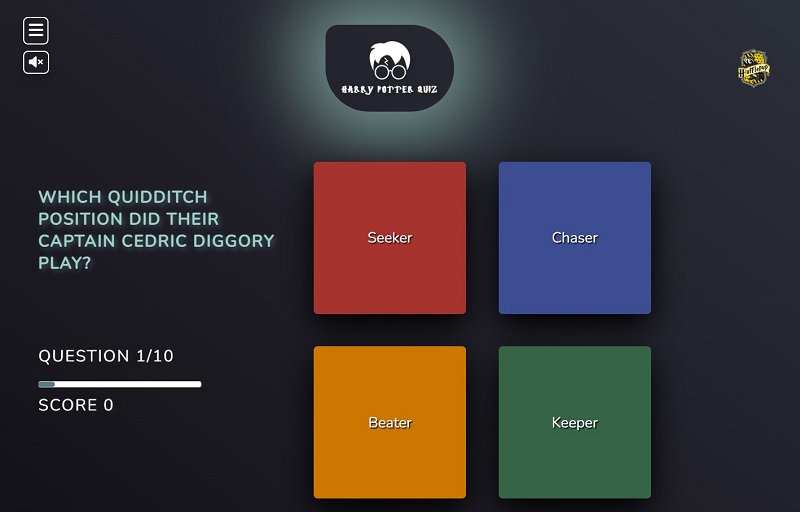 HARRY POTTER QUIZ
Hufflepuff
WHICH QUIDDITCH
POSITION DID THEIR
CAPTAIN CEDRIC DIGGORY
PLAY?
Seeker
Chaser
QUESTION 1/10
SCORE 0
Beater
Keeper